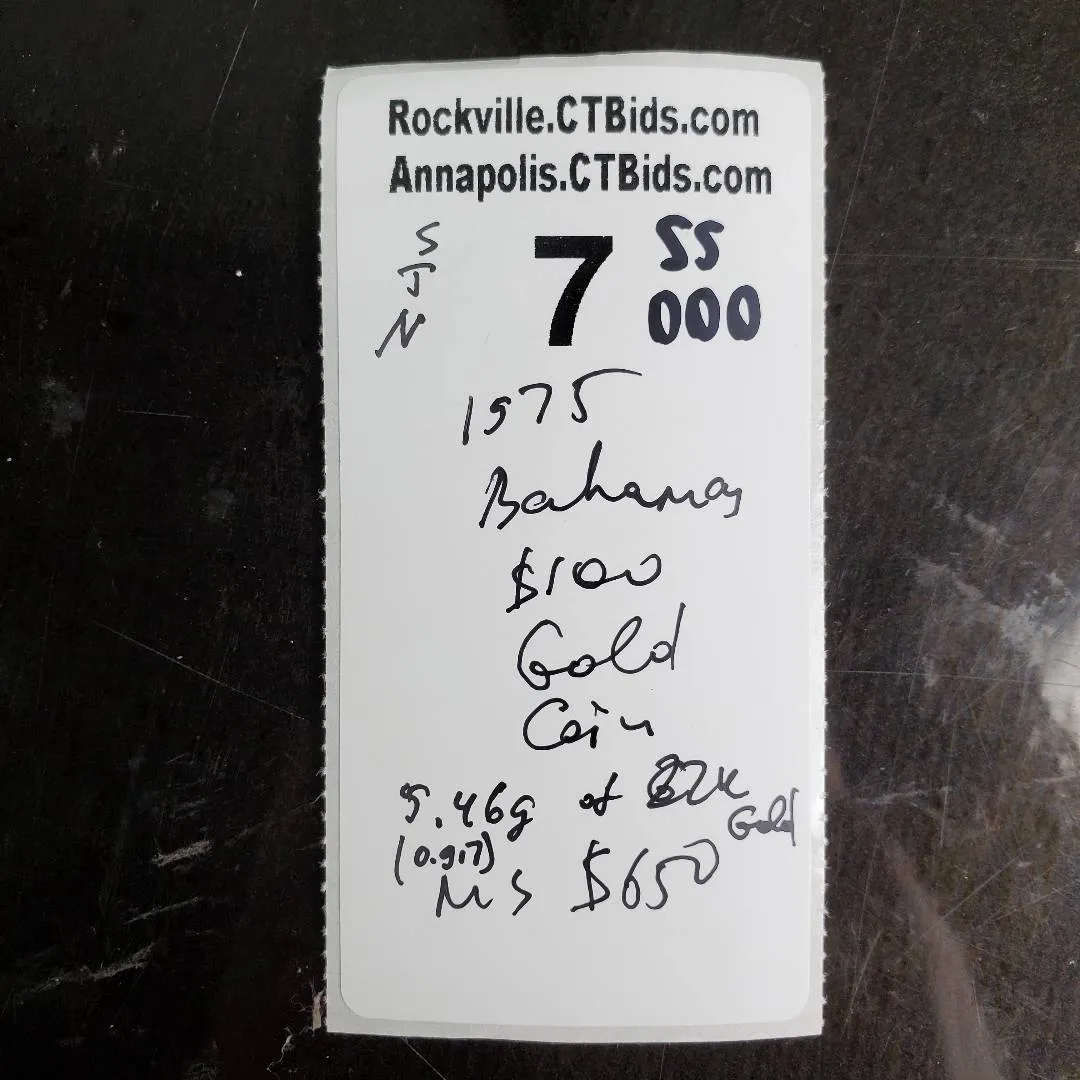 Rockville.CTBids.com
Annapolis.CTBids.com
S
J
N
7
SS
000
1975
Bahamas
$100
Gold
Coin
5.46g of 22K
Gold
(0.917)
MS $650